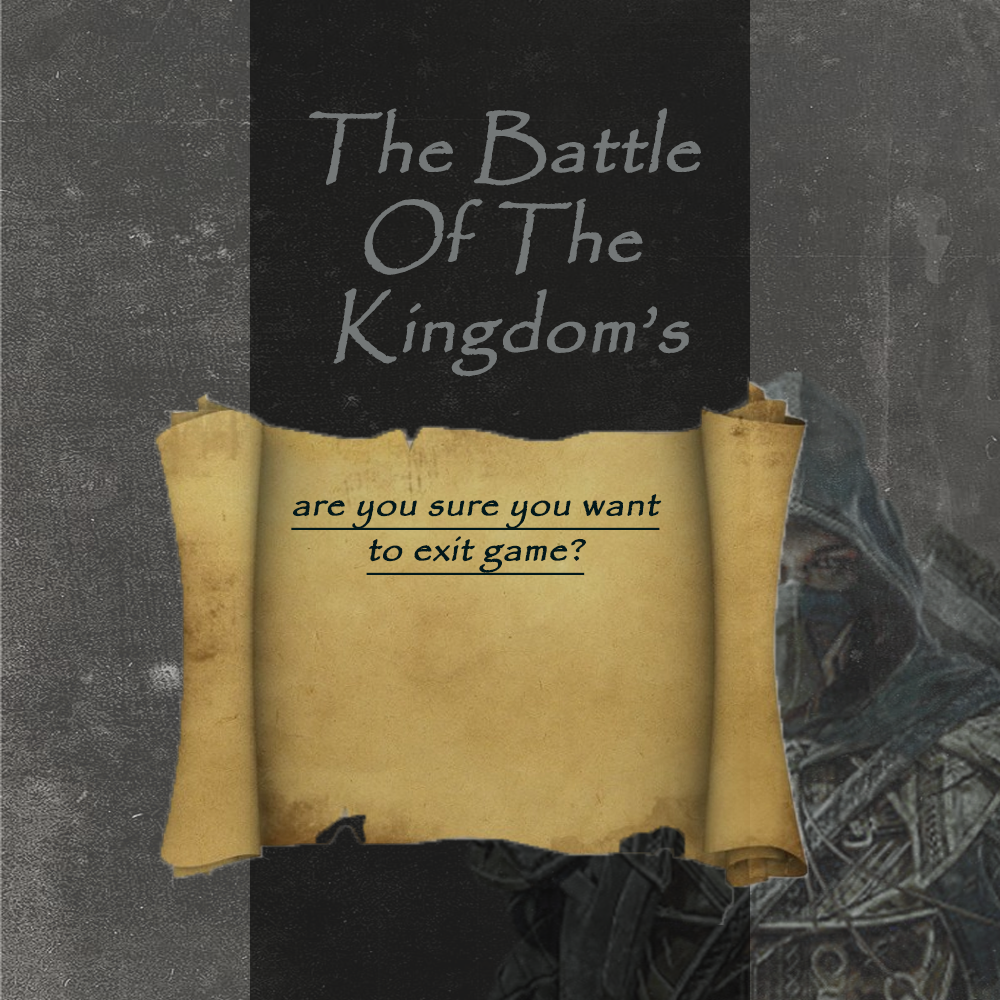 The Battle
Of The
Kingdom’s
are you sure you want
to exit game?